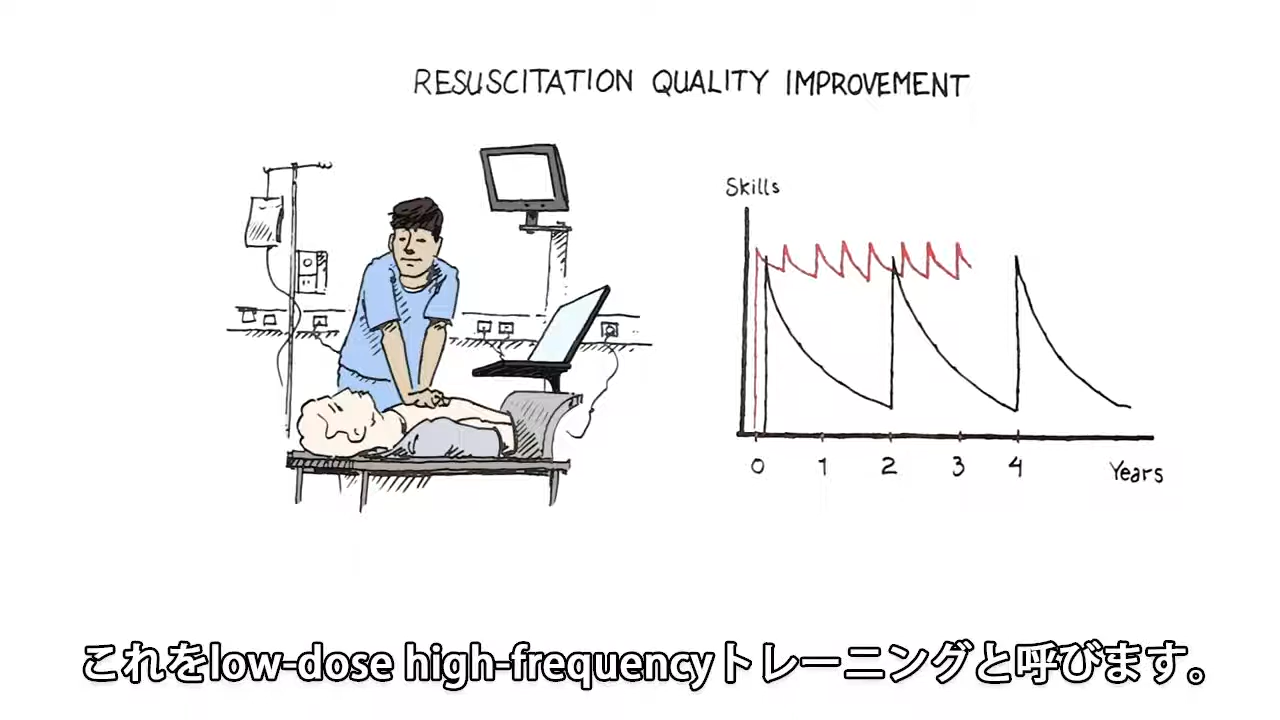 RESUSCITATION QUALITY IMPROVEMENT
Skills
0 1 2 3 4 Years
これをlow-dose high-frequencyトレーニングと呼びます。